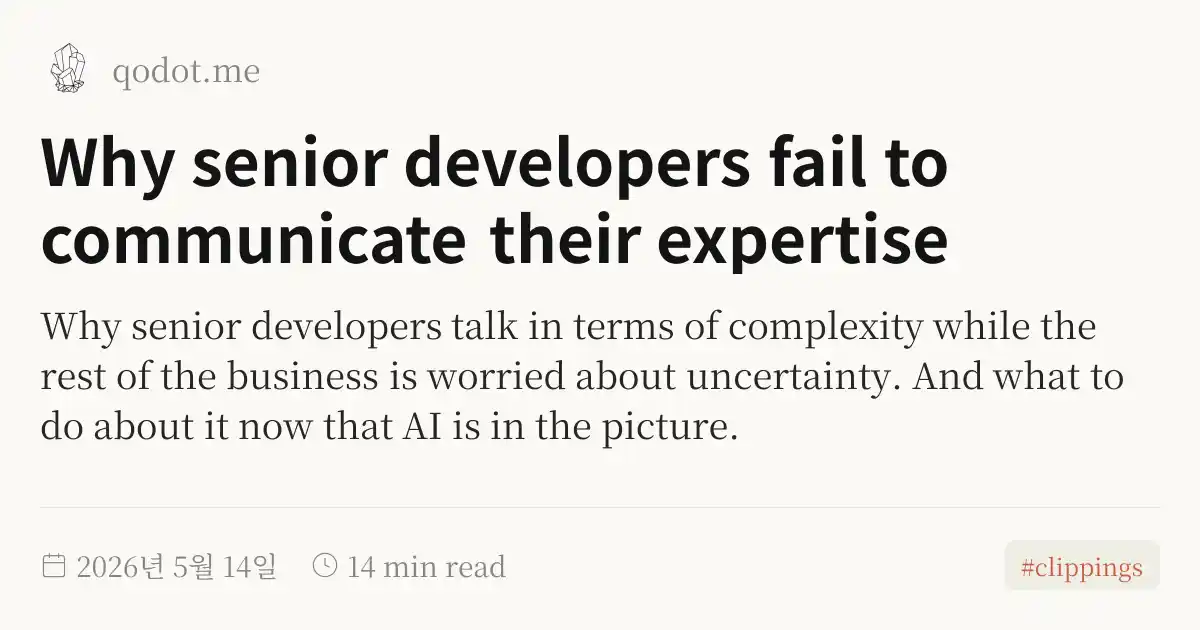 qodot.me
Why senior developers fail to
communicate their expertise
Why senior developers talk in terms of complexity while the
rest of the business is worried about uncertainty. And what to
do about it now that AI is in the picture.
2026년 5월 14일
14 min read
#clippings